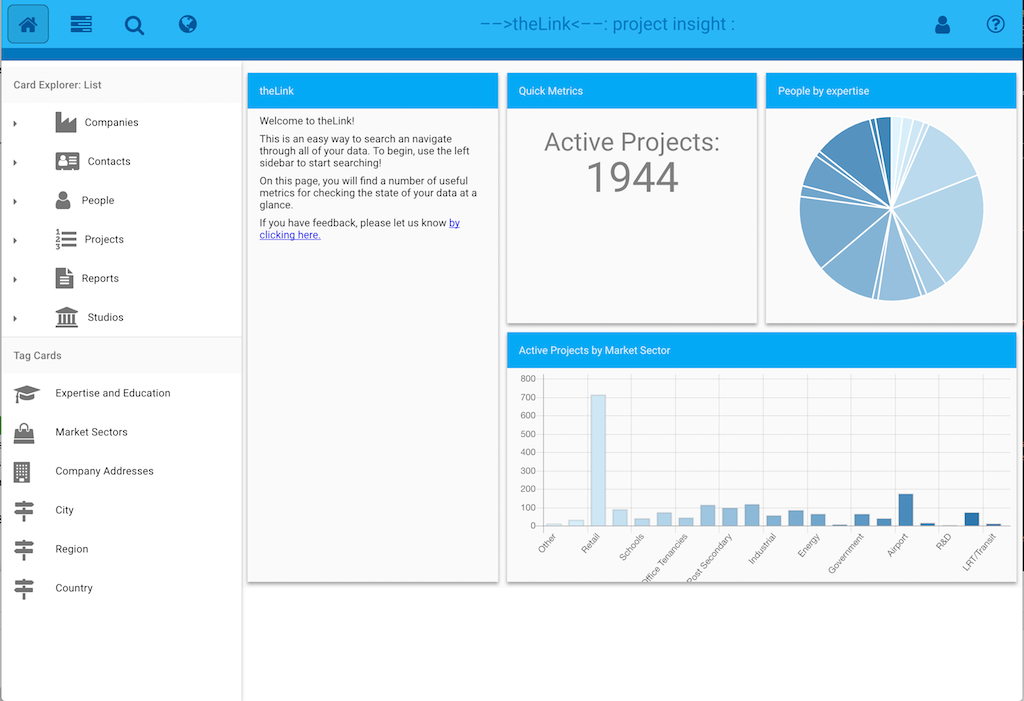 -->theLink<--: project insight :
Card Explorer: List
Companies
Contacts
People
Projects
Reports
Studios
Tag Cards
Expertise and Education
Market Sectors
Company Addresses
City
Region
Country
theLink
Welcome to theLink!
This is an easy way to search an navigate
through all of your data. To begin, use the left
sidebar to start searching!
On this page, you will find a number of useful
metrics for checking the state of your data at a
glance.
If you have feedback, please let us know by
clicking here.
Quick Metrics
Active Projects:
1944
People by expertise
Active Projects by Market Sector
800
700
600
500
400
300
200
100
0
Other
Retail
Schools
Office Tenancies
Post Secondary
Industrial
Energy
Government
Airport
R&D
LRT/Transit